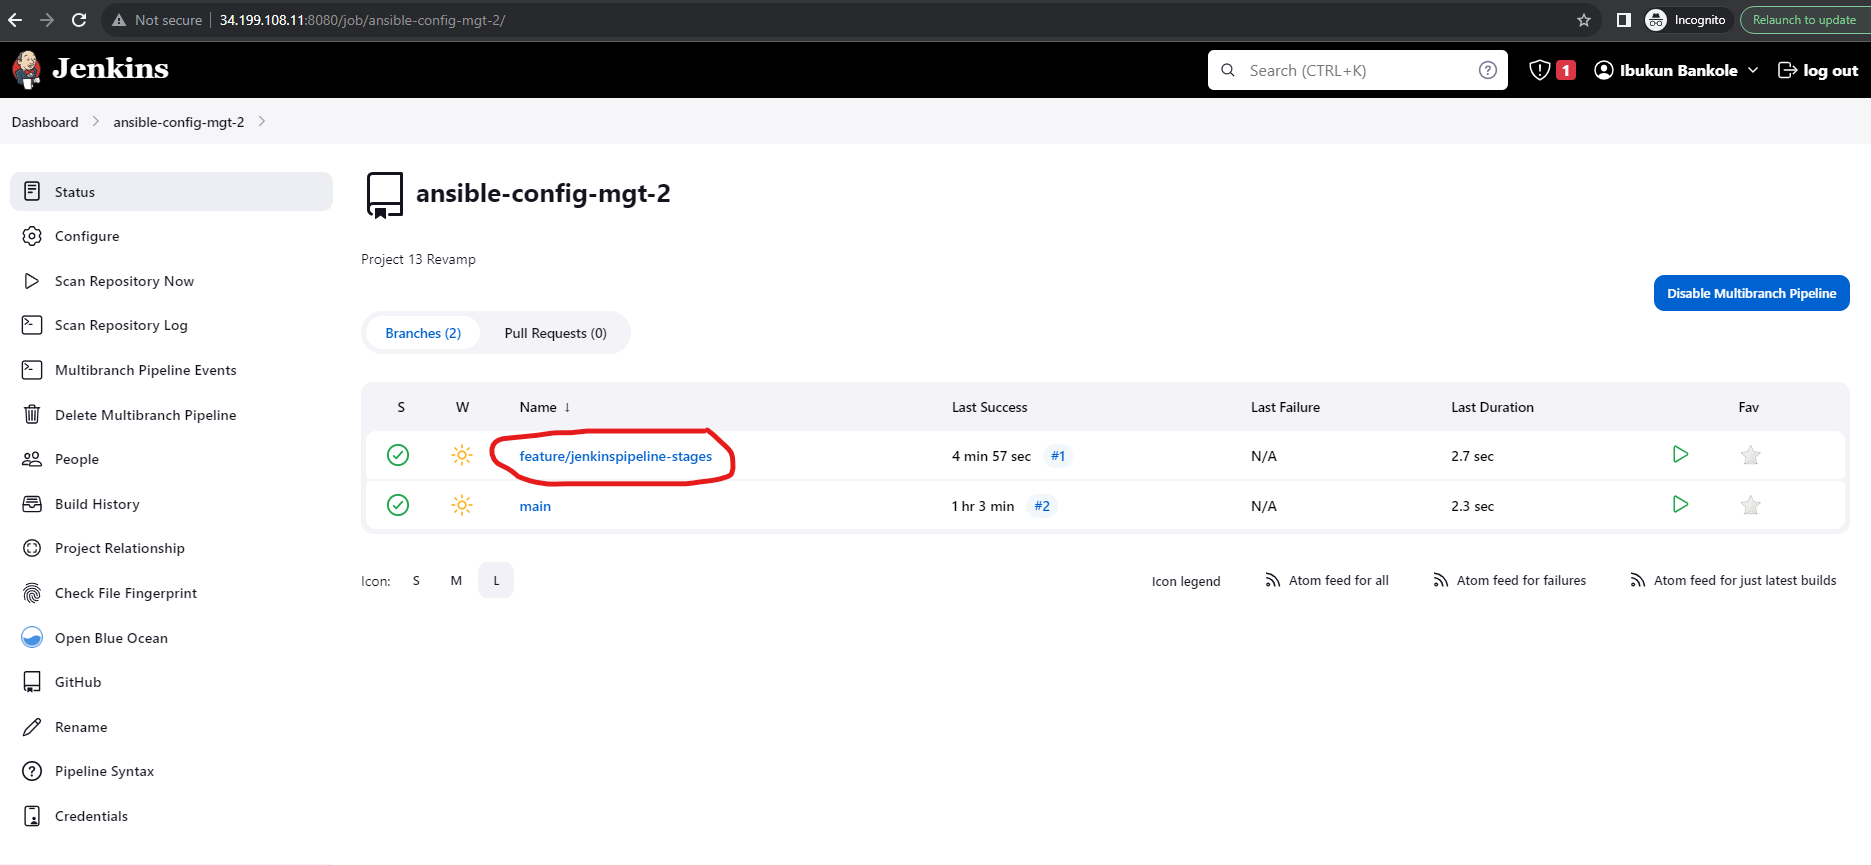 Not secure 34.199.108.11:8080/job/ansible-config-mgt-2/ Incognito Relaunch to update
Jenkins Search (CTRL+K) ? 1 Ibukun Bankole log out
Dashboard ansible-config-mgt-2
Status
Configure
Scan Repository Now
Scan Repository Log
Multibranch Pipeline Events
Delete Multibranch Pipeline
People
Build History
Project Relationship
Check File Fingerprint
Open Blue Ocean
GitHub
Rename
Pipeline Syntax
Credentials
ansible-config-mgt-2
Project 13 Revamp
Disable Multibranch Pipeline
Branches (2) Pull Requests (0)
S W Name ↓ Last Success Last Failure Last Duration Fav
feature/jenkinspipeline-stages 4 min 57 sec #1 N/A 2.7 sec
main 1 hr 3 min #2 N/A 2.3 sec
Icon: S M L Icon legend Atom feed for all Atom feed for failures Atom feed for just latest builds